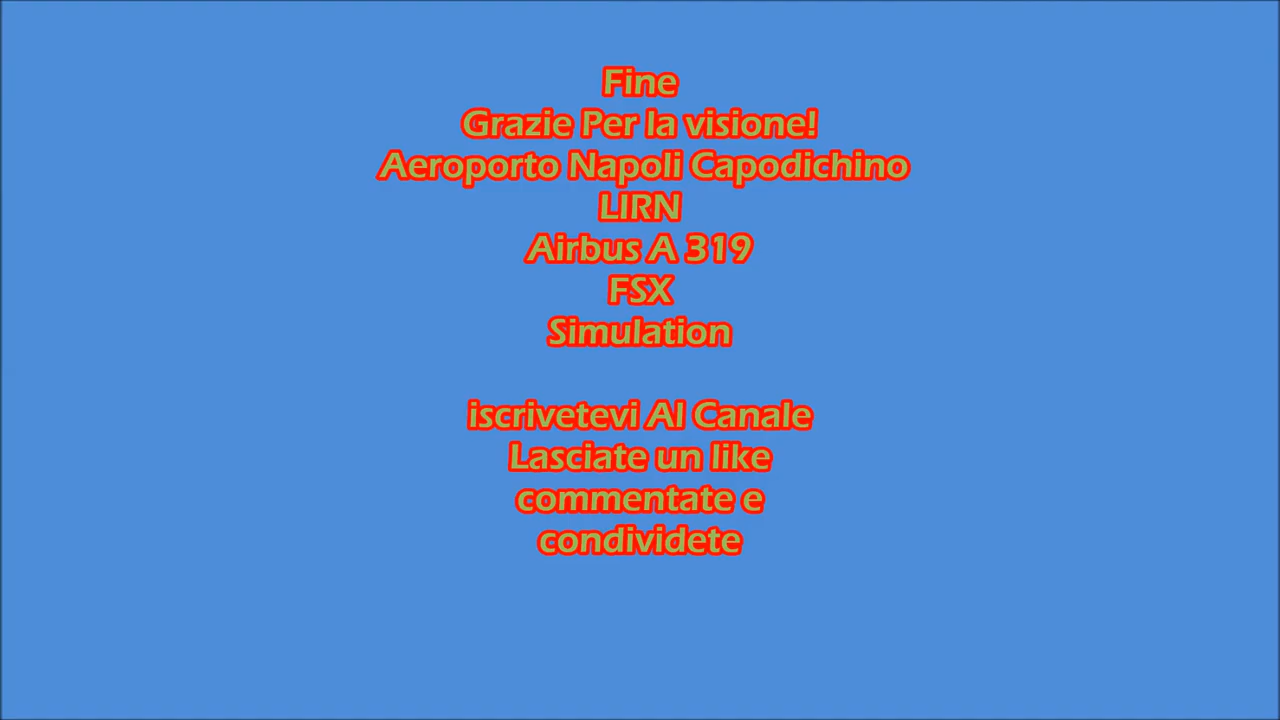 Fine
Grazie Per la visione!
Aeroporto Napoli Capodichino
LIRN
Airbus A 319
FSX
Simulation
iscrivetevi Al Canale
Lasciate un like
commentate e
condividete